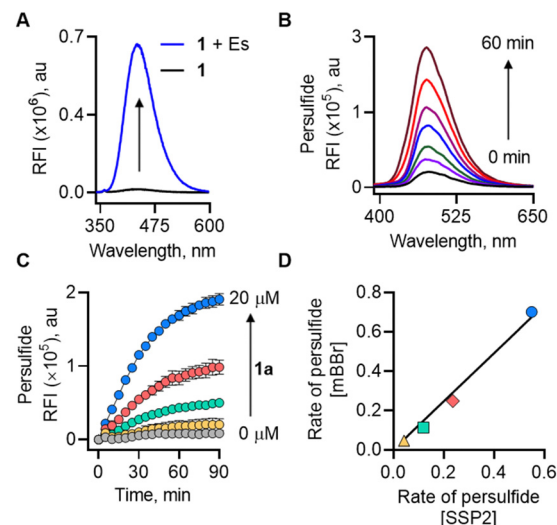 A
0.7
0.4
0.0
RFI (×10⁶), au
1 + Es
1
350 475 600
Wavelength, nm
B
3
1
0
Persulfide
RFI (×10⁵), au
60 min
0 min
400 525 650
Wavelength, nm
C
2
1
0
Persulfide
RFI (×10⁵), au
20 μM
1a
0 μM
0 30 60 90
Time, min
D
0.8
0.6
0.4
0.2
0.0
Rate of persulfide
[mBBr]
0.0 0.2 0.4 0.6
Rate of persulfide
[SSP2]